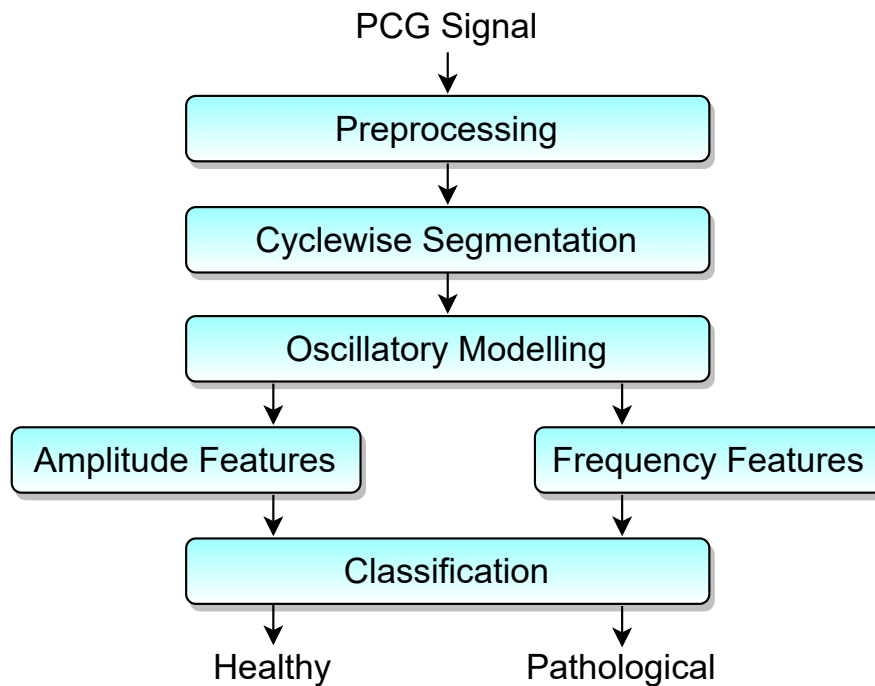 PCG Signal
Preprocessing
Cyclewise Segmentation
Oscillatory Modelling
Amplitude Features
Frequency Features
Classification
Healthy
Pathological